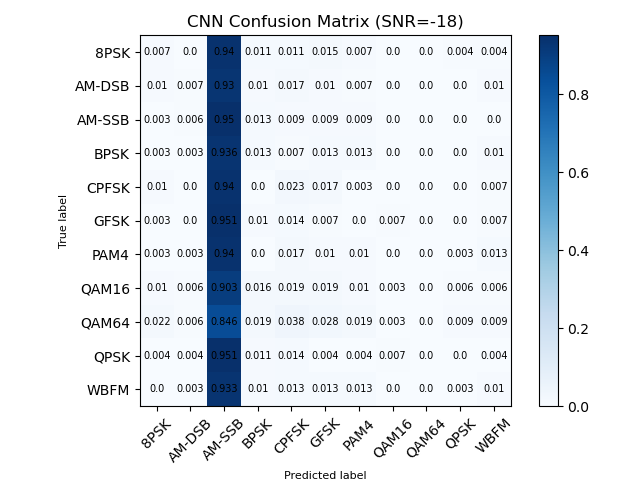 CNN Confusion Matrix (SNR=-18)
8PSK 0.007 0.0 0.94 0.011 0.011 0.015 0.007 0.0 0.0 0.004 0.004
AM-DSB 0.01 0.007 0.93 0.01 0.017 0.01 0.007 0.0 0.0 0.0 0.01
AM-SSB 0.003 0.006 0.95 0.013 0.009 0.009 0.009 0.0 0.0 0.0 0.0
BPSK 0.003 0.003 0.936 0.013 0.007 0.013 0.013 0.0 0.0 0.0 0.01
CPFSK 0.01 0.0 0.94 0.0 0.023 0.017 0.003 0.0 0.0 0.0 0.007
GFSK 0.003 0.0 0.951 0.01 0.014 0.007 0.0 0.007 0.0 0.0 0.007
PAM4 0.003 0.003 0.94 0.0 0.017 0.01 0.01 0.0 0.0 0.003 0.013
QAM16 0.01 0.006 0.903 0.016 0.019 0.019 0.01 0.003 0.0 0.006 0.006
QAM64 0.022 0.006 0.846 0.019 0.038 0.028 0.019 0.003 0.0 0.009 0.009
QPSK 0.004 0.004 0.951 0.011 0.014 0.004 0.004 0.007 0.0 0.0 0.004
WBFM 0.0 0.003 0.933 0.01 0.013 0.013 0.013 0.0 0.0 0.003 0.01
8PSK AM-DSB AM-SSB BPSK CPFSK GFSK PAM4 QAM16 QAM64 QPSK WBFM
Predicted label
True label
0.8
0.6
0.4
0.2
0.0